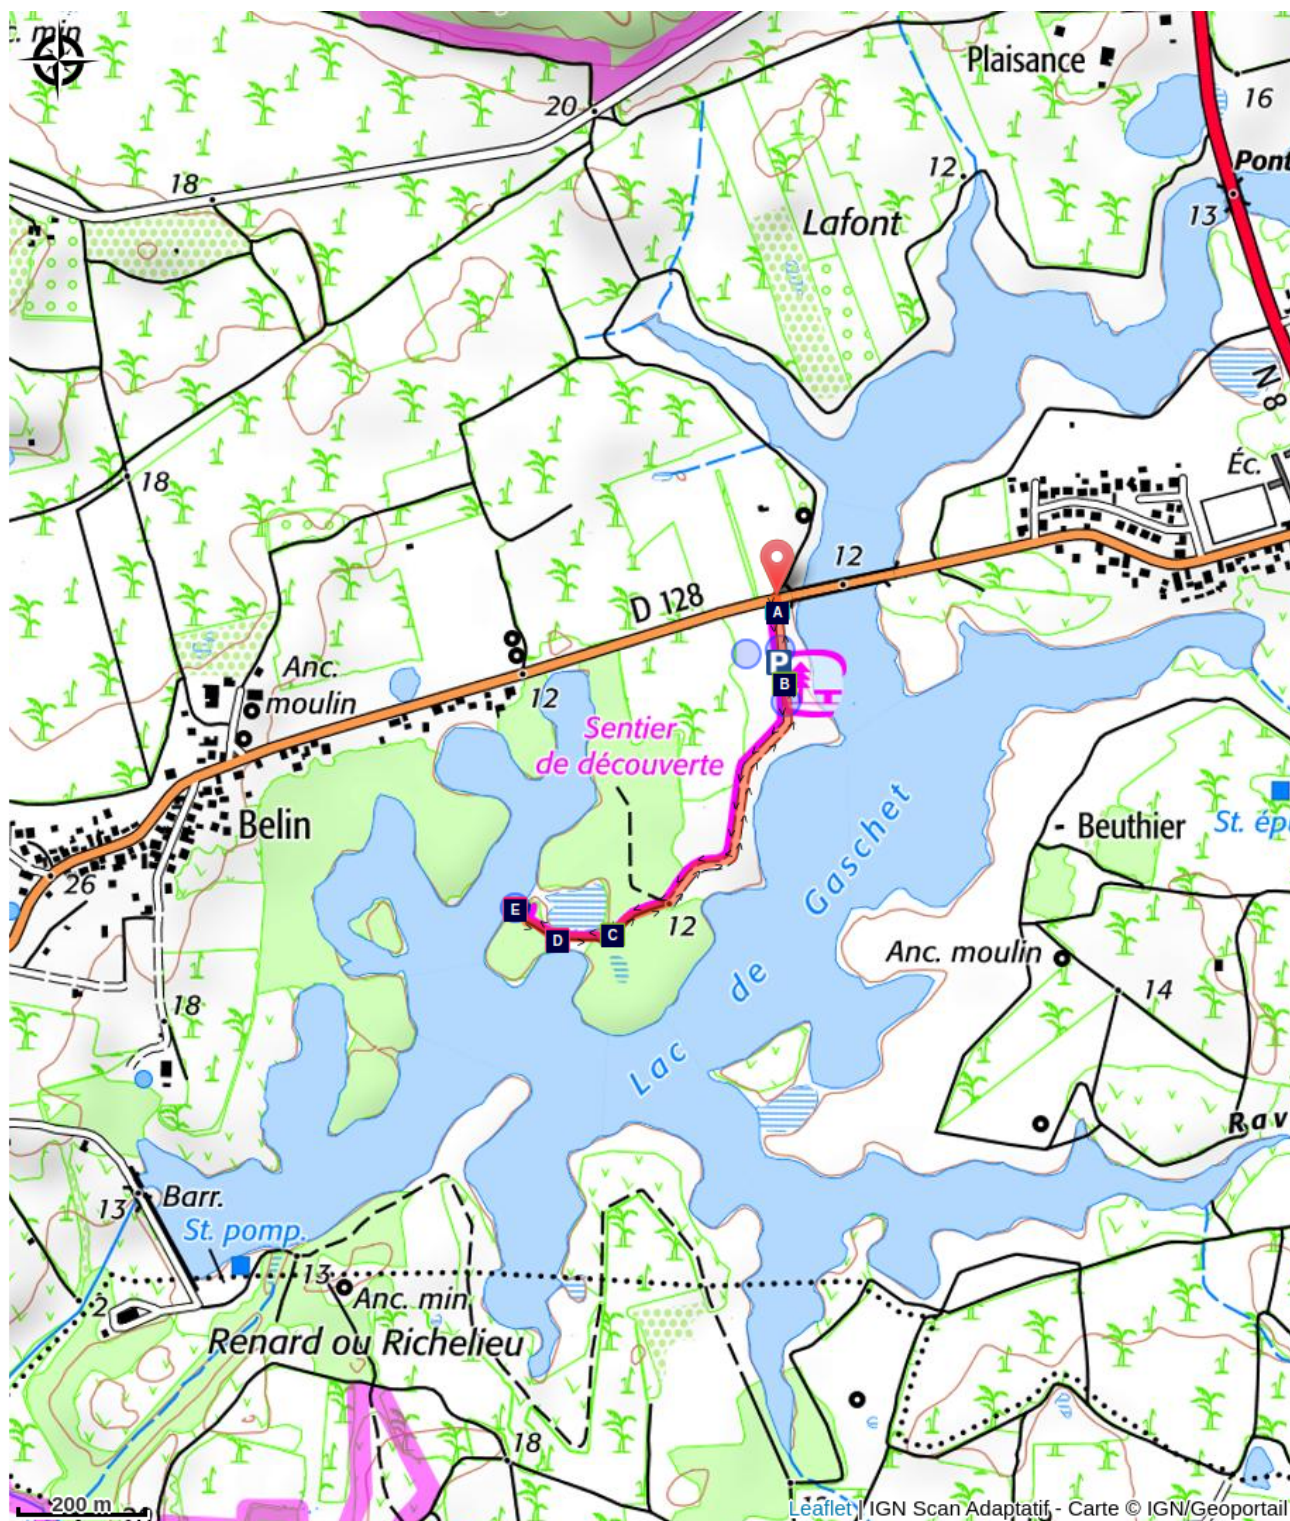 c. min
Plaisance
20
16
18
12
Pont
13
Lafont
N 8
18
Éc.
12
D 128
A
P
B
Anc.
moulin
12
Sentier
de découverte
Belin
Gaschet
Beuthier
St. ép
26
E
D
C
12
Anc. moulin
de
14
18
Lac
Rav
13
Barr.
St. pomp.
13
2
Anc. min
Renard ou Richelieu
18
200 m
Leaflet | IGN Scan Adaptatif - Carte © IGN/Geoportail